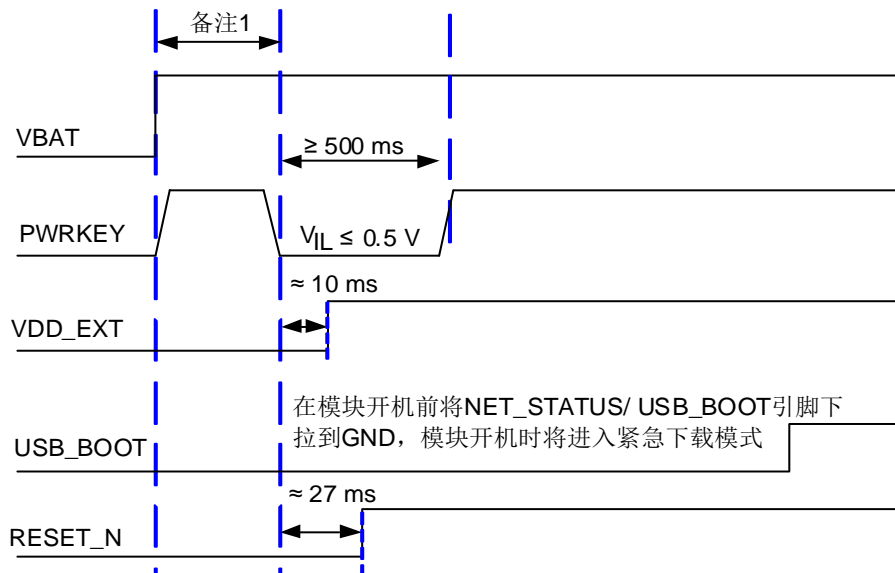 备注1
VBAT
≥ 500 ms
PWRKEY
VIL ≤ 0.5 V
≈ 10 ms
VDD_EXT
在模块开机前将NET_STATUS/ USB_BOOT引脚下
拉到GND，模块开机时将进入紧急下载模式
USB_BOOT
≈ 27 ms
RESET_N